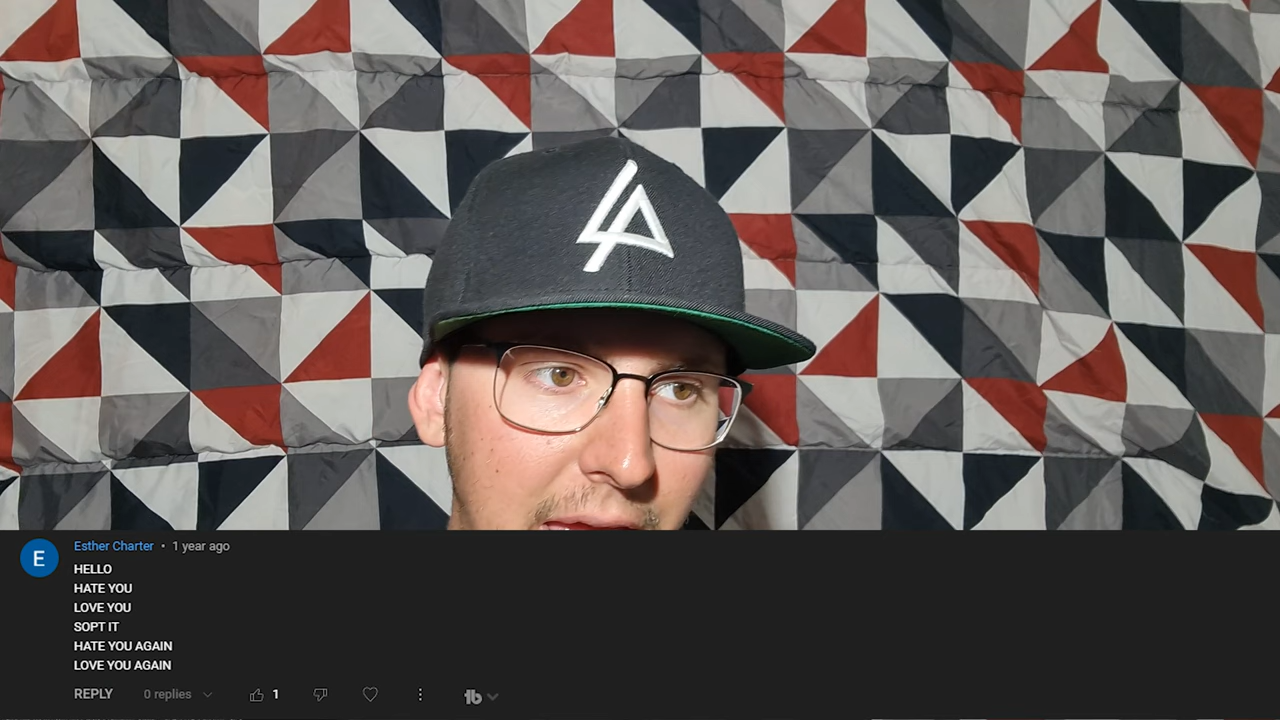 E
Esther Charter • 1 year ago
HELLO
HATE YOU
LOVE YOU
SOPT IT
HATE YOU AGAIN
LOVE YOU AGAIN
REPLY 0 replies 1 tb